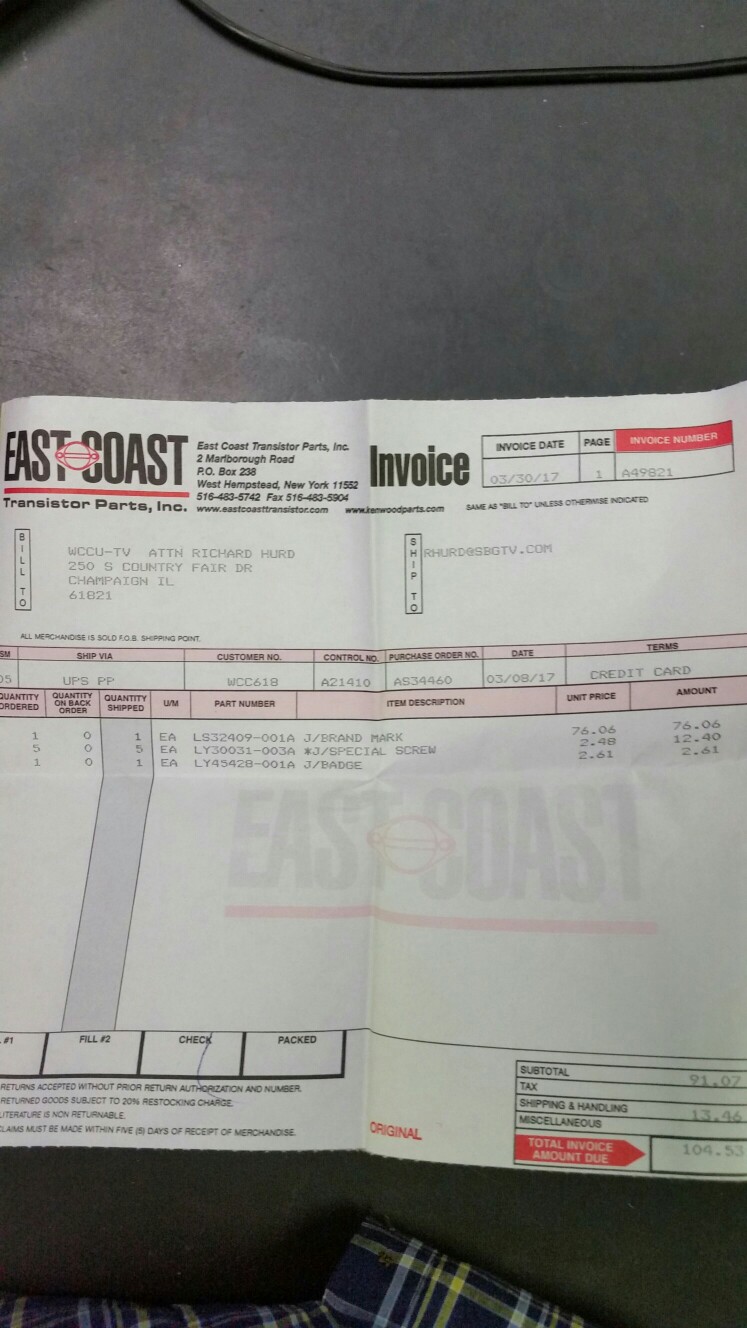 EAST COAST
Transistor Parts, Inc.
East Coast Transistor Parts, Inc.
2 Marlborough Road
P.O. Box 238
West Hempstead, New York 11552
516-483-5742 Fax 516-483-5904
www.eastcoasttransistor.com www.kenwoodparts.com
Invoice
INVOICE DATE PAGE INVOICE NUMBER
03/30/17 1 A49821
SAME AS "BILL TO" UNLESS OTHERWISE INDICATED
BILL TO
WCCU-TV ATTN RICHARD HURD
250 S COUNTRY FAIR DR
CHAMPAIGN IL
61821
SHIP TO
RHURD@SBGTV.COM
ALL MERCHANDISE IS SOLD F.O.B. SHIPPING POINT.
SM SHIP VIA CUSTOMER NO. CONTROL NO. PURCHASE ORDER NO. DATE TERMS
05 UPS PP WCC618 A21410 AS34460 03/08/17 CREDIT CARD
QUANTITY ORDERED QUANTITY ON BACK ORDER QUANTITY SHIPPED U/M PART NUMBER ITEM DESCRIPTION UNIT PRICE AMOUNT
1 0 1 EA LS32409-001A J/BRAND MARK 76.06 76.06
5 0 5 EA LY30031-003A *J/SPECIAL SCREW 2.48 12.40
1 0 1 EA LY45428-001A J/BADGE 2.61 2.61
EAST COAST
#1 FILL #2 CHECK PACKED
RETURNS ACCEPTED WITHOUT PRIOR RETURN AUTHORIZATION AND NUMBER.
RETURNED GOODS SUBJECT TO 20% RESTOCKING CHARGE.
LITERATURE IS NON RETURNABLE.
CLAIMS MUST BE MADE WITHIN FIVE (5) DAYS OF RECEIPT OF MERCHANDISE.
ORIGINAL
SUBTOTAL 91.07
TAX
SHIPPING & HANDLING 13.46
MISCELLANEOUS
TOTAL INVOICE AMOUNT DUE 104.53